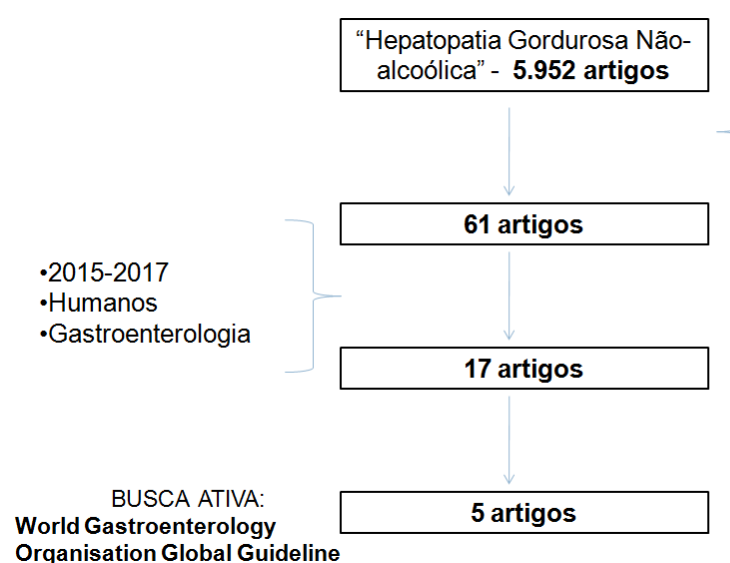 “Hepatopatia Gordurosa Não-
alcoólica” - 5.952 artigos
61 artigos
•2015-2017
•Humanos
•Gastroenterologia
17 artigos
BUSCA ATIVA:
World Gastroenterology
Organisation Global Guideline
5 artigos